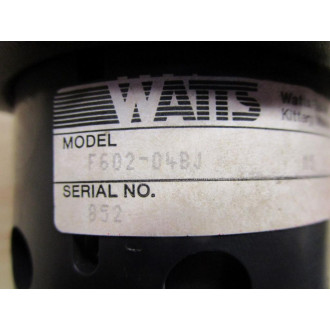 WATTS
MODEL
F602-04BJ
SERIAL NO.
852